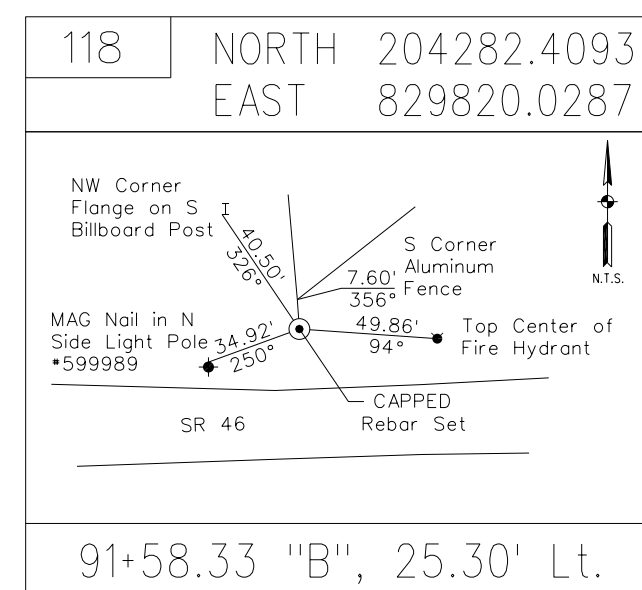 118
NORTH 204282.4093
EAST 829820.0287
NW Corner
Flange on S
Billboard Post
40.50'
326°
S Corner
Aluminum
Fence
7.60'
356°
N.T.S.
MAG Nail in N
Side Light Pole
*599989
34.92'
250°
49.86'
94°
Top Center of
Fire Hydrant
CAPPED
Rebar Set
SR 46
91+58.33 "B", 25.30' Lt.